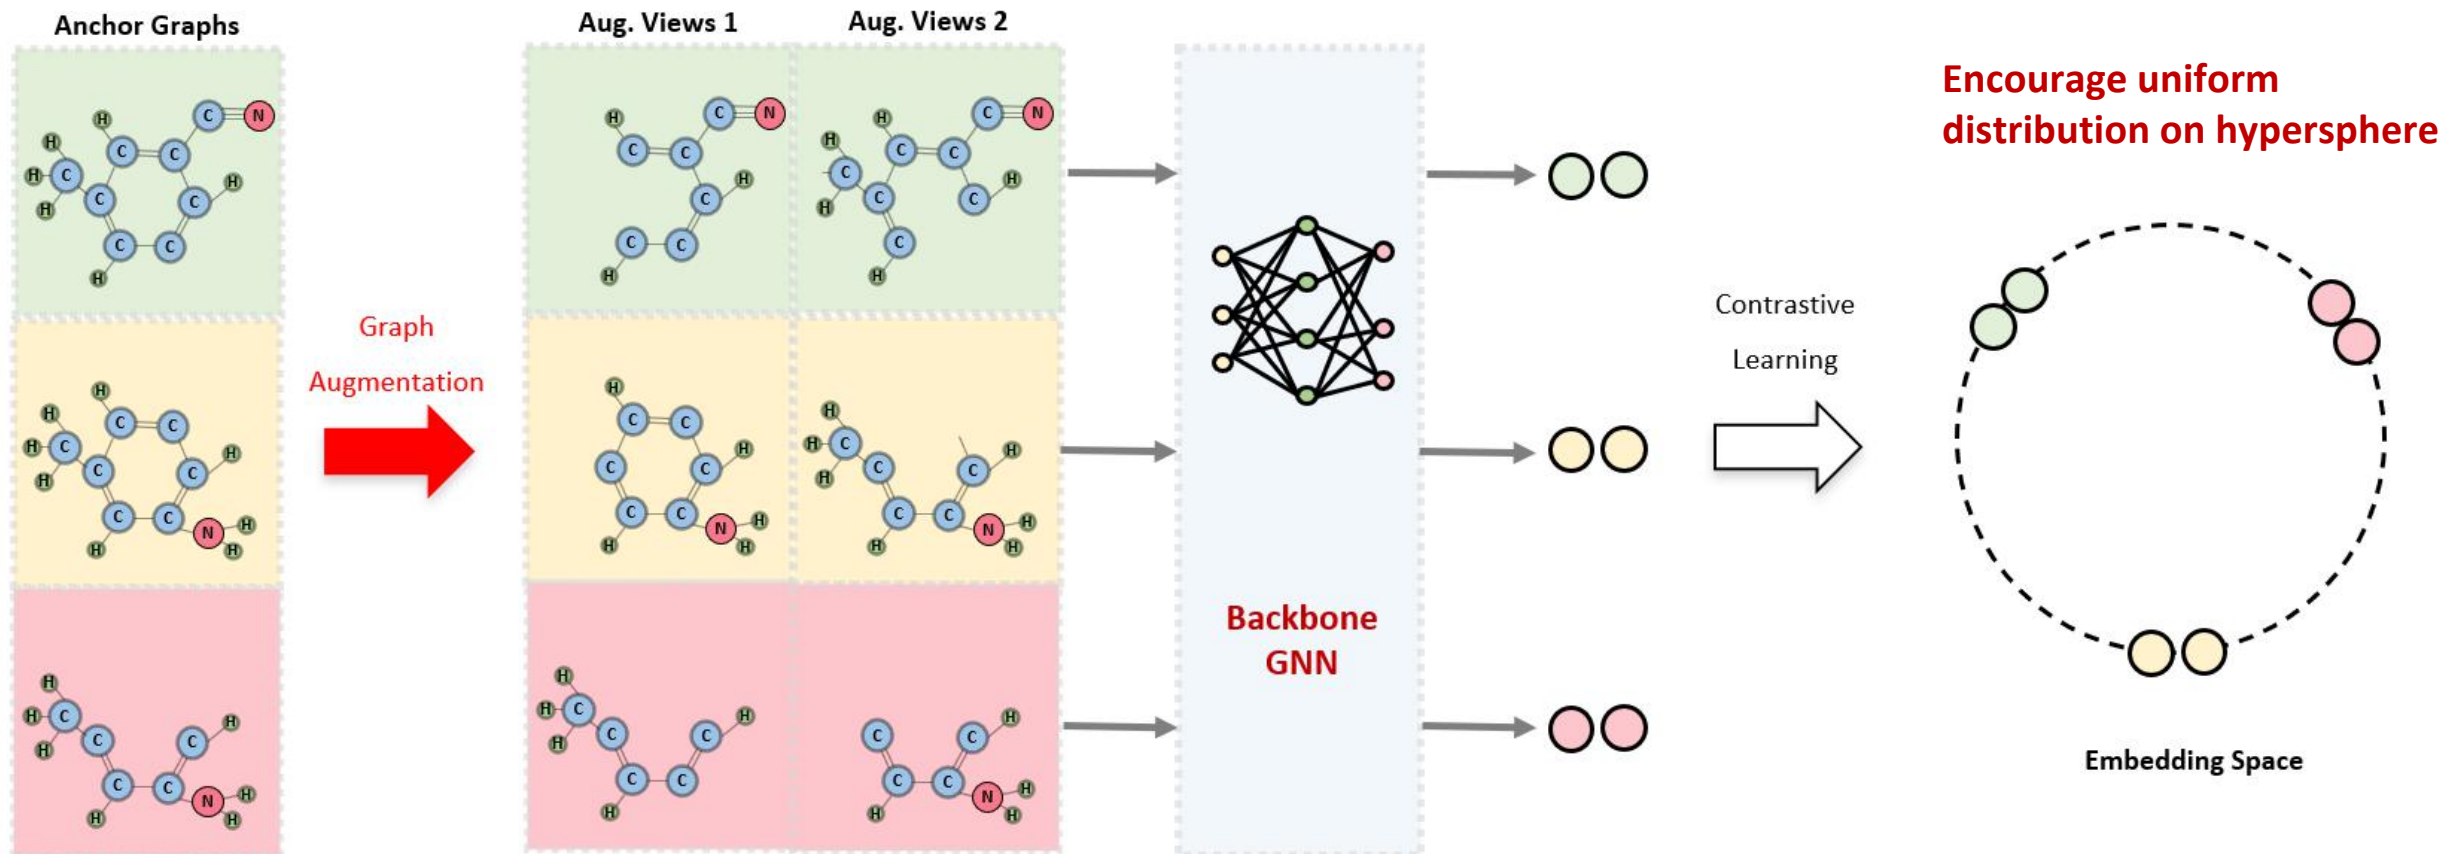 Anchor Graphs
Aug. Views 1
Aug. Views 2
H
C
N
H
C
C
H
C
H
H
C
C
H
C
C
H
H
C
N
C
C
H
C
C
C
H
C
N
H
H
C
C
C
H
H
C
C
C
H
Graph
Augmentation
H
H
C
C
H
C
H
C
C
H
C
C
N
H
H
H
H
C
C
H
C
C
C
C
N
H
H
H
H
H
C
H
H
C
C
H
C
C
N
H
H
H
H
H
C
H
H
C
C
H
C
C
N
H
H
H
H
H
C
H
H
C
C
C
C
H
H
C
C
C
C
N
H
H
H
Backbone
GNN
Contrastive
Learning
Encourage uniform
distribution on hypersphere
Embedding Space